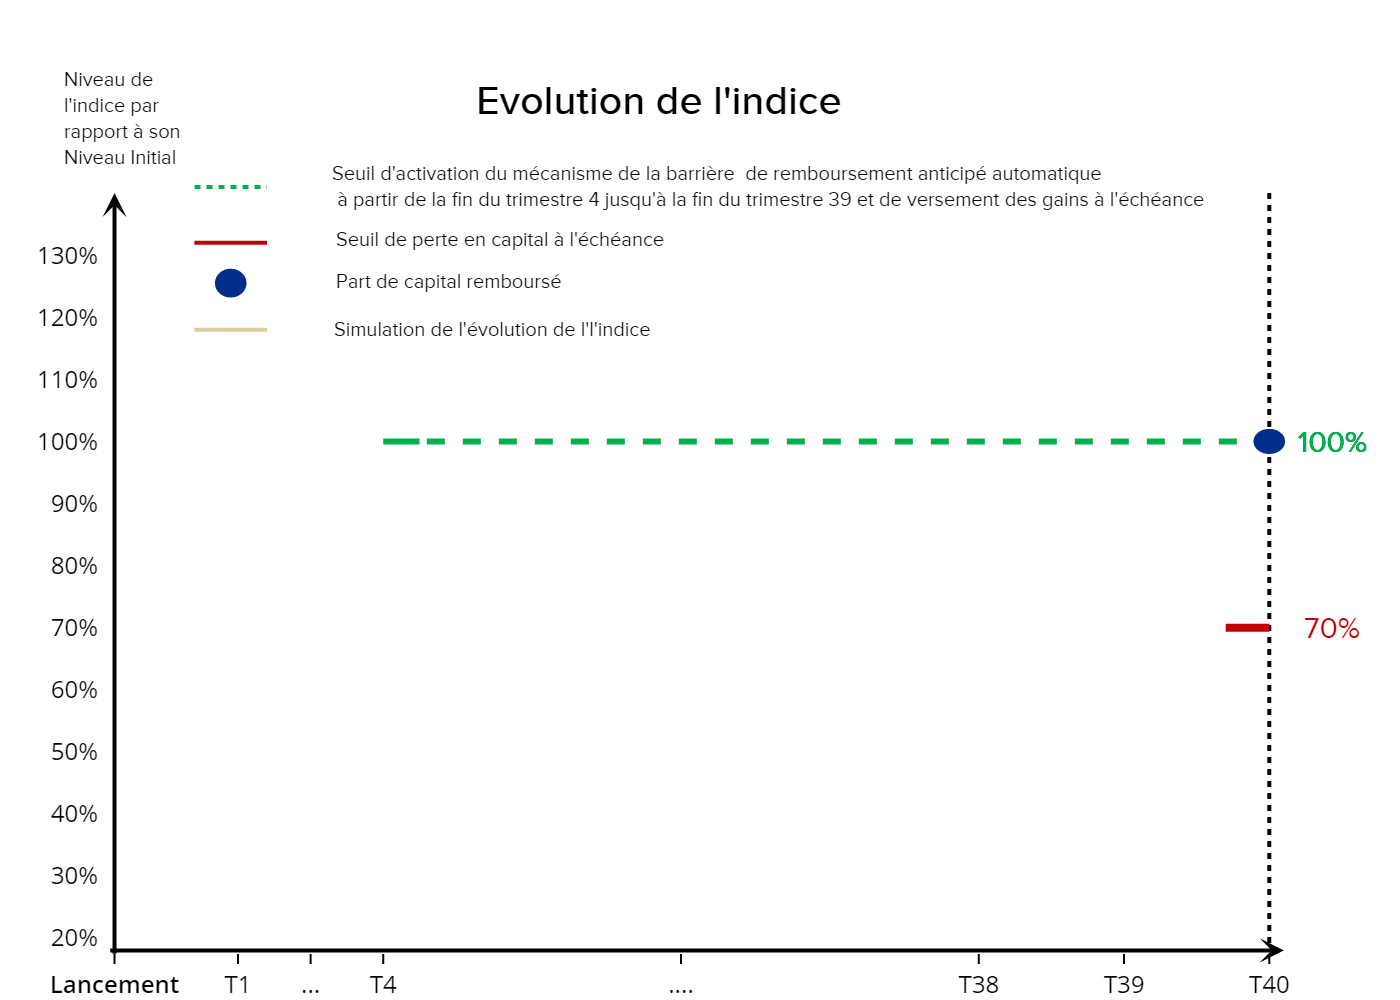 Niveau de
l'indice par
rapport à son
Niveau Initial
Evolution de l'indice
Seuil d'activation du mécanisme de la barrière  de remboursement anticipé automatique
à partir de la fin du trimestre 4 jusqu'à la fin du trimestre 39 et de versement des gains à l'échéance
Seuil de perte en capital à l'échéance
Part de capital remboursé
Simulation de l'évolution de l'l'indice
130%
120%
110%
100%
90%
80%
70%
60%
50%
40%
30%
20%
100%
70%
Lancement T1 ... T4 .... T38 T39 T40